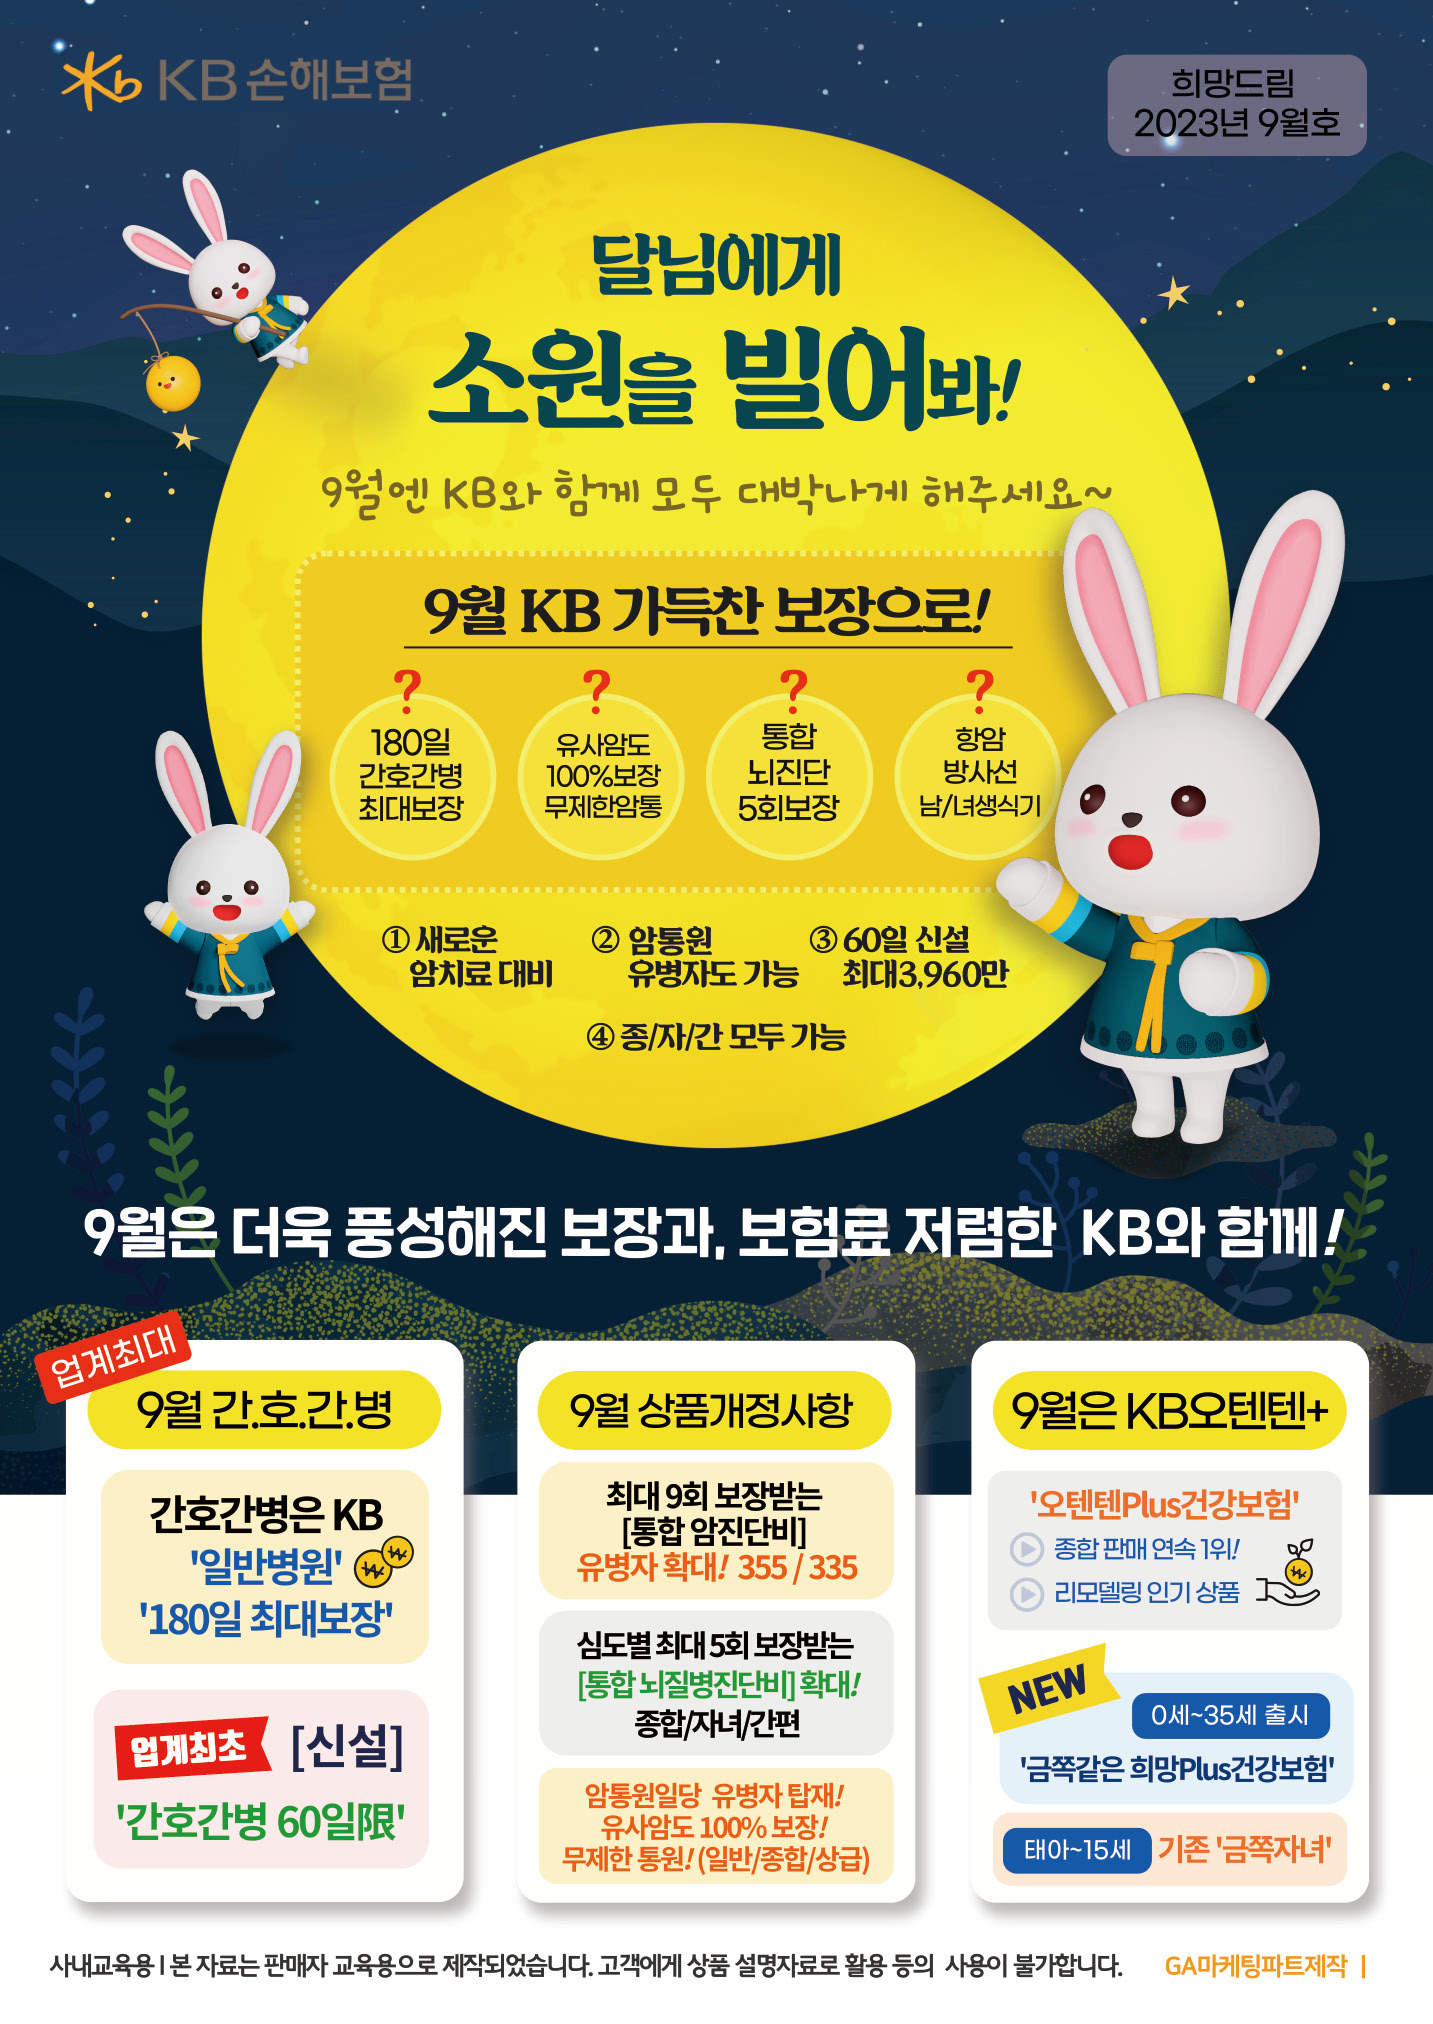 KB 손해보험
희망드림
2023년 9월호
달님에게
소원을 빌어봐!
9월엔 KB와 함께 모두 대박나게 해주세요~
9월 KB 가득찬 보장으로!
?
180일
간호간병
최대보장
?
유사암도
100%보장
무제한암통
?
통합
뇌진단
5회보장
?
항암
방사선
남/녀생식기
① 새로운
암치료 대비
② 암통원
유병자도 가능
③ 60일 신설
최대3,960만
④ 종/자/간 모두 가능
9월은 더욱 풍성해진 보장과, 보험료 저렴한 KB와 함께!
업계최대
9월 간.호.간.병
간호간병은 KB
'일반병원'
'180일 최대보장'
업계최초
[신설]
'간호간병 60일限'
9월 상품개정사항
최대 9회 보장받는
[통합 암진단비]
유병자 확대! 355 / 335
심도별 최대 5회 보장받는
[통합 뇌질병진단비] 확대!
종합/자녀/간편
암통원일당 유병자 탑재!
유사암도 100% 보장!
무제한 통원! (일반/종합/상급)
9월은 KB오텐텐+
'오텐텐Plus건강보험'
종합 판매 연속 1위!
리모델링 인기 상품
NEW
0세~35세 출시
'금쪽같은 희망Plus건강보험'
태아~15세 기존 '금쪽자녀'
사내교육용 I 본 자료는 판매자 교육용으로 제작되었습니다. 고객에게 상품 설명자료로 활용 등의 사용이 불가합니다.
GA마케팅파트제작 |